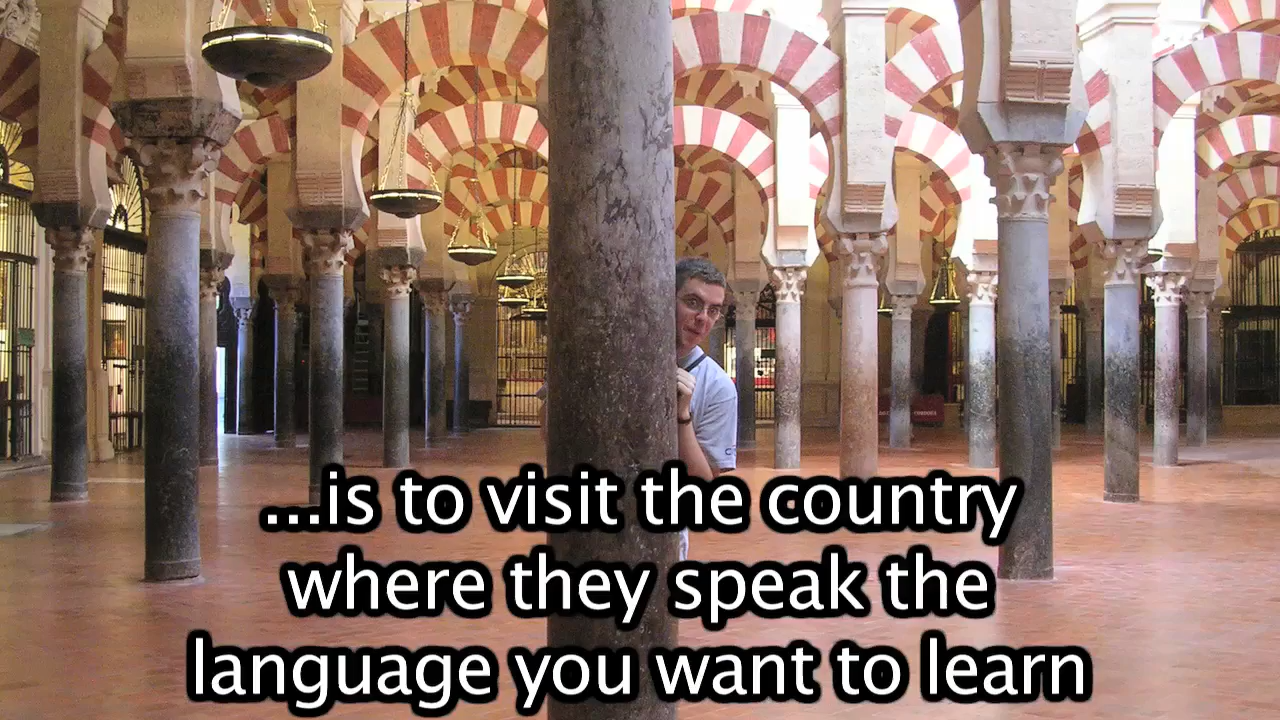 ...is to visit the country
where they speak the
language you want to learn